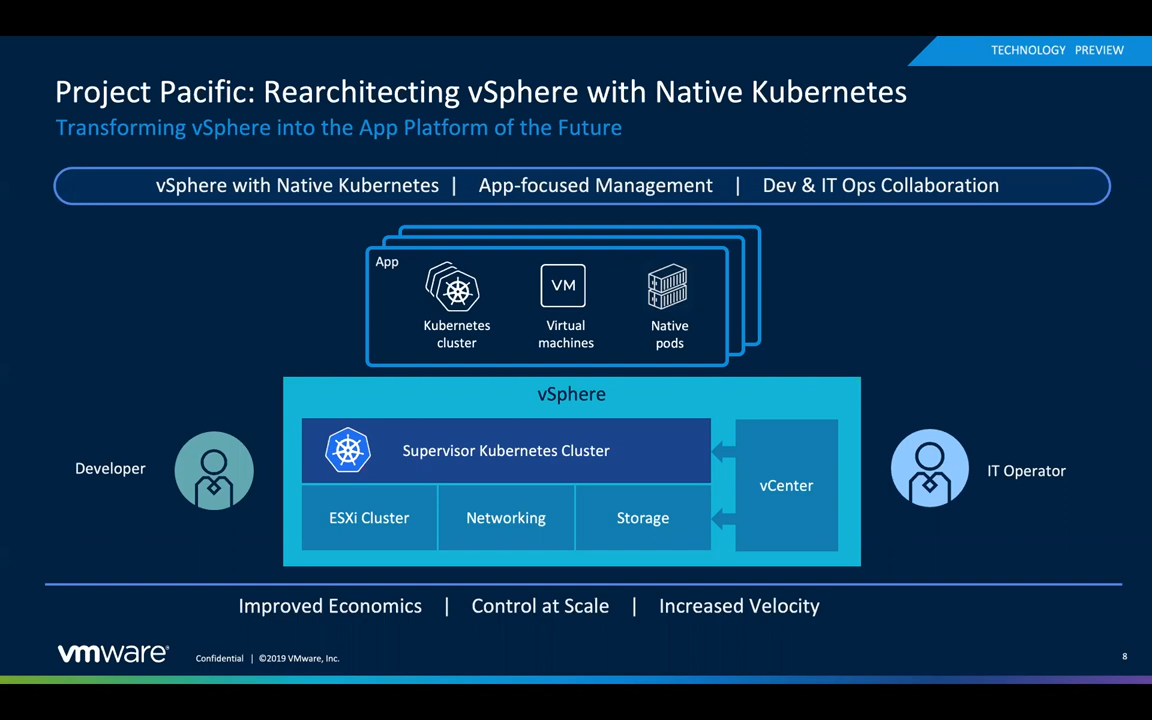 TECHNOLOGY PREVIEW
Project Pacific: Rearchitecting vSphere with Native Kubernetes
Transforming vSphere into the App Platform of the Future
vSphere with Native Kubernetes | App-focused Management | Dev & IT Ops Collaboration
App
Kubernetes
cluster
VM
Virtual
machines
Native
pods
vSphere
Supervisor Kubernetes Cluster
ESXi Cluster
Networking
Storage
vCenter
Developer
IT Operator
Improved Economics | Control at Scale | Increased Velocity
vmware®
Confidential | ©2019 VMware, Inc.
8